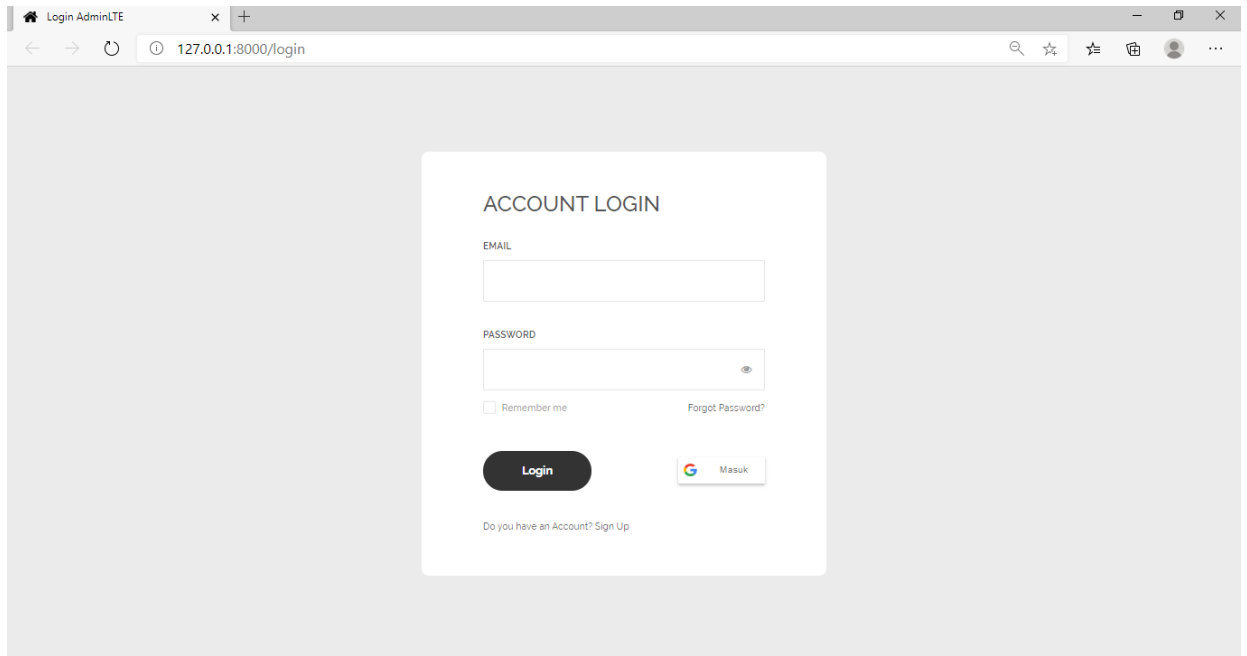 Login AdminLTE
127.0.0.1:8000/login
ACCOUNT LOGIN
EMAIL
PASSWORD
Remember me Forgot Password?
Login Masuk
Do you have an Account? Sign Up